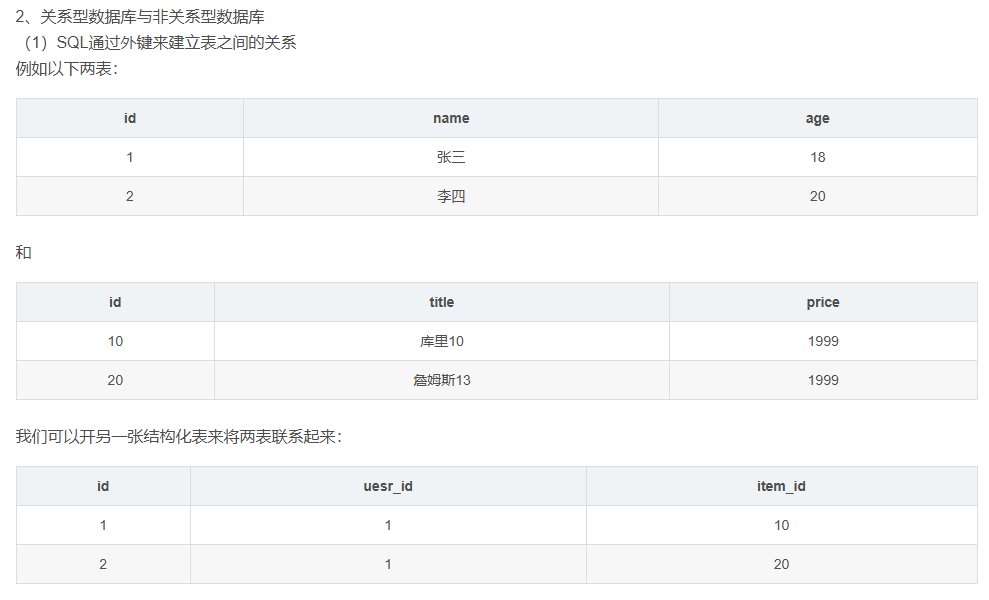 2、关系型数据库与非关系型数据库
（1）SQL通过外键来建立表之间的关系
例如以下两表：
id name age
1 张三 18
2 李四 20
和
id title price
10 库里10 1999
20 詹姆斯13 1999
我们可以开另一张结构化表来将两表联系起来：
id uesr_id item_id
1 1 10
2 1 20